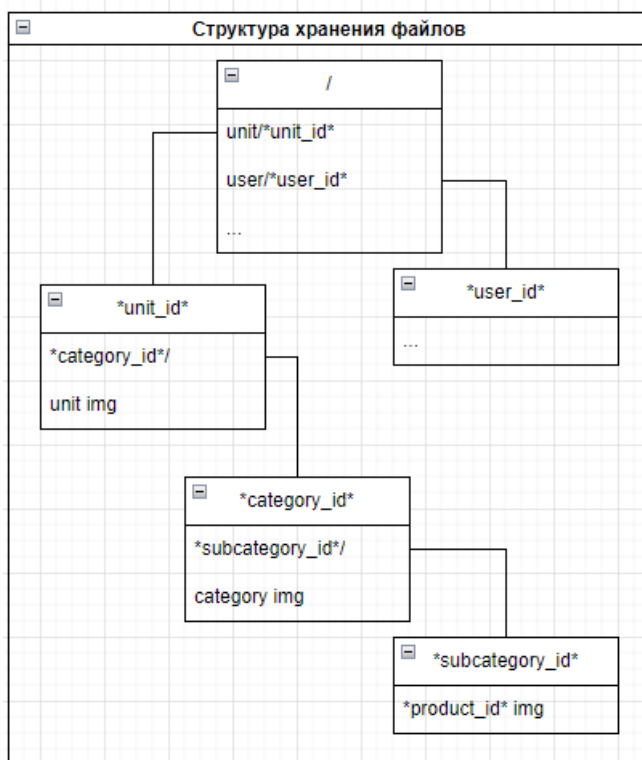 Структура хранения файлов
/
unit/*unit_id*
user/*user_id*
...
*unit_id*
*category_id*/
unit img
*user_id*
...
*category_id*
*subcategory_id*/
category img
*subcategory_id*
*product_id* img